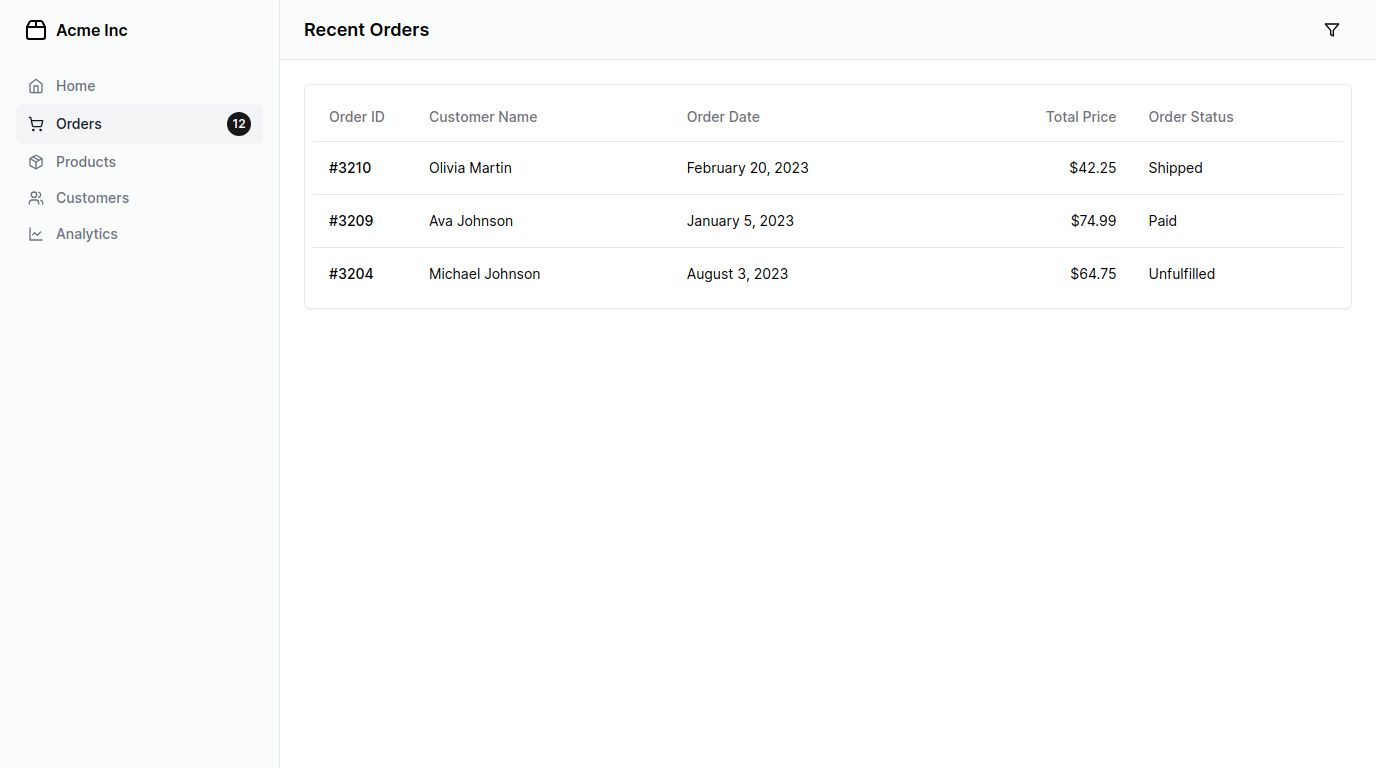 Acme Inc
Home
Orders 12
Products
Customers
Analytics
Recent Orders
Order ID Customer Name Order Date Total Price Order Status
#3210 Olivia Martin February 20, 2023 $42.25 Shipped
#3209 Ava Johnson January 5, 2023 $74.99 Paid
#3204 Michael Johnson August 3, 2023 $64.75 Unfulfilled